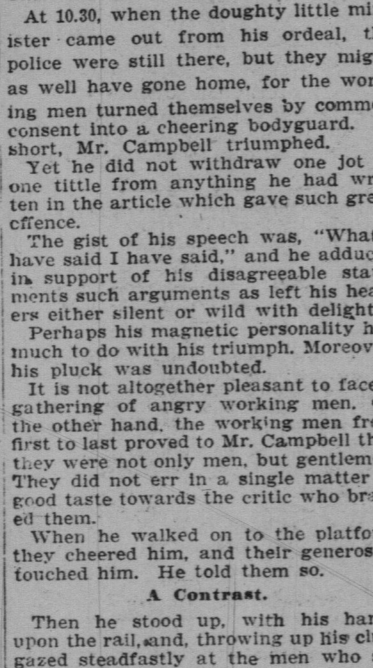 At 10.30, when the doughty little mi
ister came out from his ordeal, t
police were still there, but they mig
as well have gone home, for the wor
ing men turned themselves by comm
consent into a cheering bodyguard.
short, Mr. Campbell triumphed.
Yet he did not withdraw one jot
one tittle from anything he had wr
ten in the article which gave such gre
offence.
The gist of his speech was, "What
have said I have said," and he adduc
in support of his disagreeable sta
ments such arguments as left his hea
ers either silent or wild with delight
Perhaps his magnetic personality h
much to do with his triumph. Moreov
his pluck was undoubted.
It is not altogether pleasant to face
gathering of angry working men.
the other hand, the working men fr
first to last proved to Mr. Campbell th
they were not only men, but gentlem
They did not err in a single matter
good taste towards the critic who br
ed them.
When he walked on to the platfo
they cheered him, and their generos
touched him. He told them so.
A Contrast.
Then he stood up, with his han
upon the rail, and, throwing up his c
gazed steadfastly at the men who